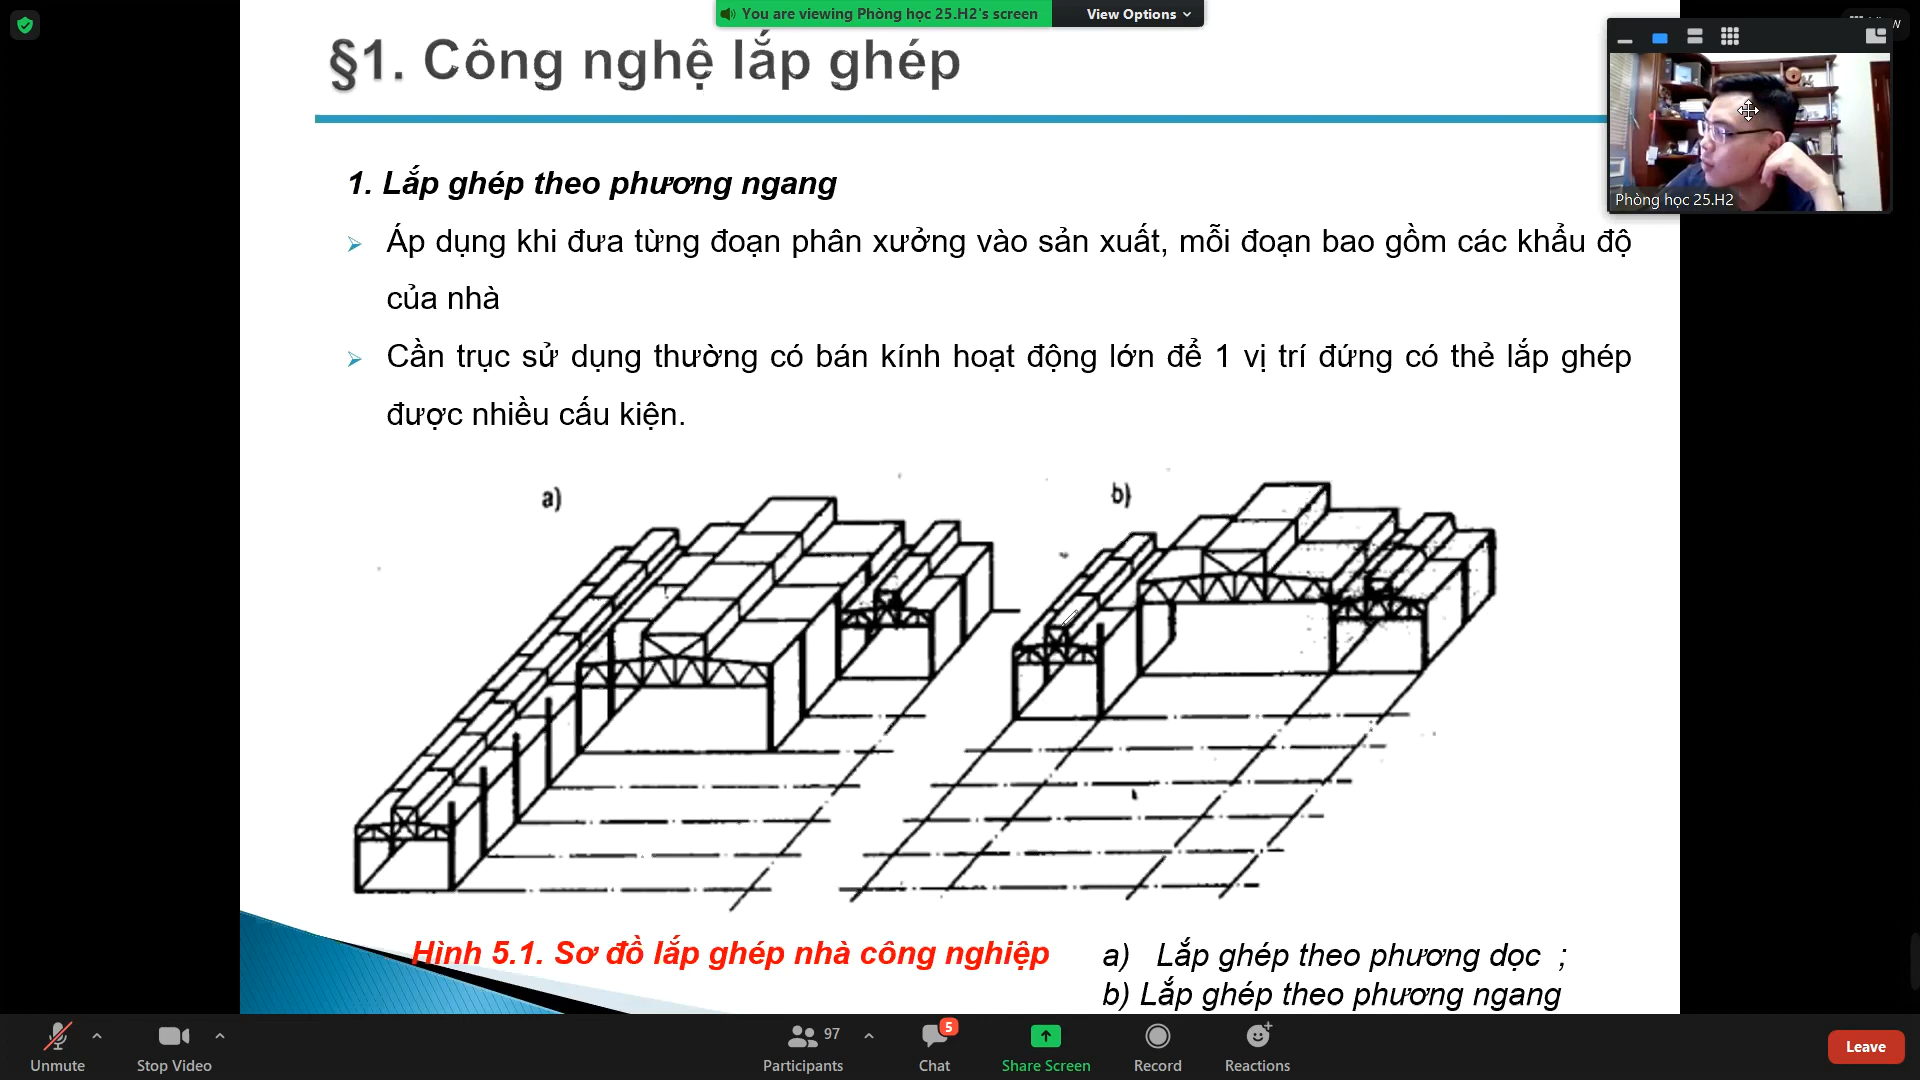 You are viewing Phòng học 25.H2's screen
View Options
§1. Công nghệ lắp ghép
Phòng học 25.H2
1. Lắp ghép theo phương ngang
Áp dụng khi đưa từng đoạn phân xưởng vào sản xuất, mỗi đoạn bao gồm các khẩu độ
của nhà
Cần trục sử dụng thường có bán kính hoạt động lớn để 1 vị trí đứng có thẻ lắp ghép
được nhiều cấu kiện.
a)
b)
Hình 5.1. Sơ đồ lắp ghép nhà công nghiệp
a) Lắp ghép theo phương dọc ;
b) Lắp ghép theo phương ngang
Unmute
Stop Video
97
Participants
5
Chat
Share Screen
Record
Reactions
Leave